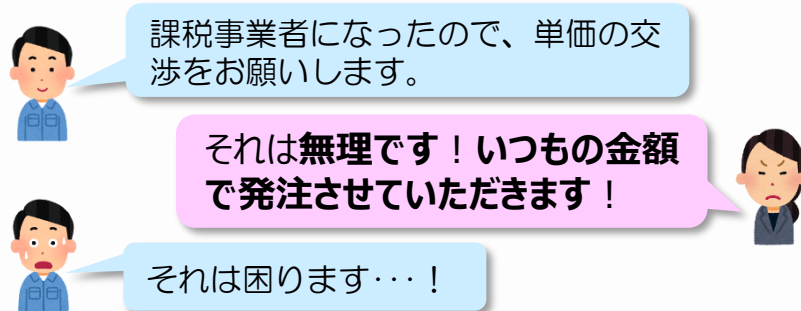 課税事業者になったので、単価の交
渉をお願いします。
それは無理です！いつもの金額
で発注させていただきます！
それは困ります･･･！